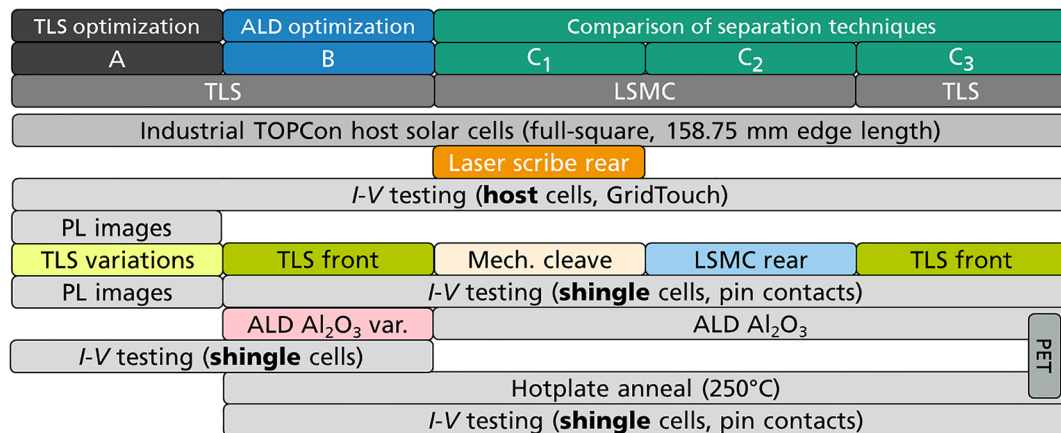 TLS optimization ALD optimization Comparison of separation techniques
A B C₁ C₂ C₃
TLS LSMC TLS
Industrial TOPCon host solar cells (full-square, 158.75 mm edge length)
Laser scribe rear
I-V testing (host cells, GridTouch)
PL images
TLS variations TLS front Mech. cleave LSMC rear TLS front
PL images I-V testing (shingle cells, pin contacts)
ALD Al₂O₃ var. ALD Al₂O₃
I-V testing (shingle cells) PET
Hotplate anneal (250°C)
I-V testing (shingle cells, pin contacts)